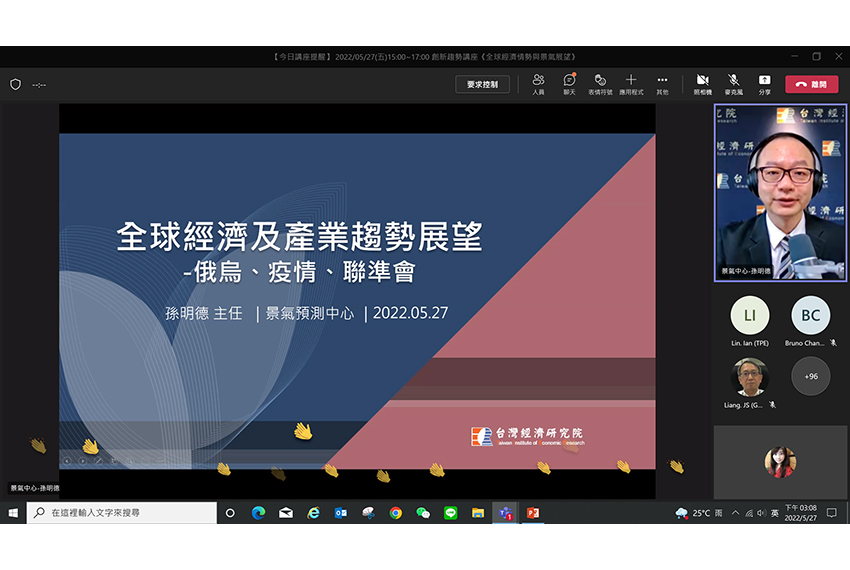 【今日講座提醒】2022/05/27(五)15:00~17:00 創新趨勢講座《全球經濟情勢與景氣展望》
--:--
要求控制
人員
聊天
表情符號
應用程式
其他
照相機
麥克風
分享
離開
全球經濟及產業趨勢展望
-俄烏、疫情、聯準會
孫明德 主任 | 景氣預測中心 | 2022.05.27
台灣經濟研究院
Taiwan Institute of Economic Research
景氣中心-孫明德
景氣中心-孫明德
LI
BC
Lin. Ian (TPE)
Bruno Chan...
+96
Liang. JS (G...
在這裡輸入文字來搜尋
25°C 雨
英
下午 03:08
2022/5/27